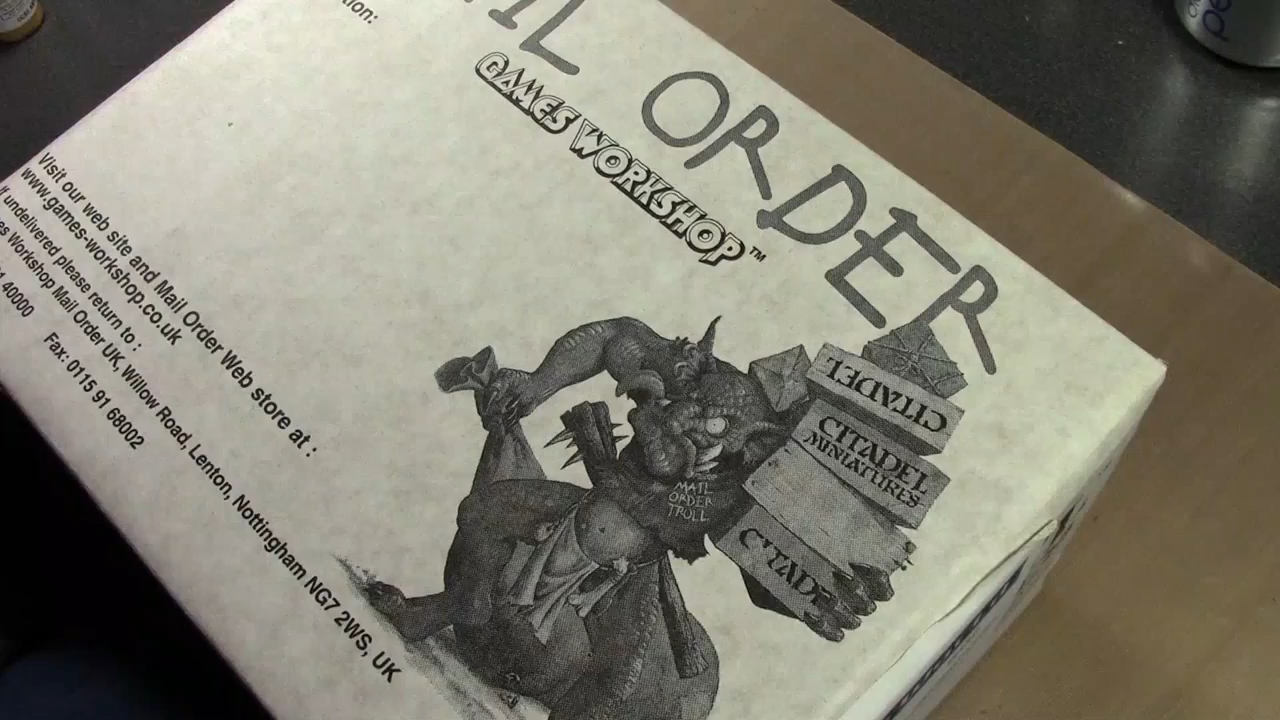 IL ORDER
GAMES WORKSHOP™
ation:
Visit our web site and Mail Order Web store at :
www.games-workshop.co.uk
If undelivered please return to :
es Workshop Mail Order UK, Willow Road, Lenton, Nottingham NG7 2WS, UK
40000 Fax: 0115 91 68002
CITADEL
CITADEL
MINIATURES
CITADE
MAIL
ORDER
TROLL
pe